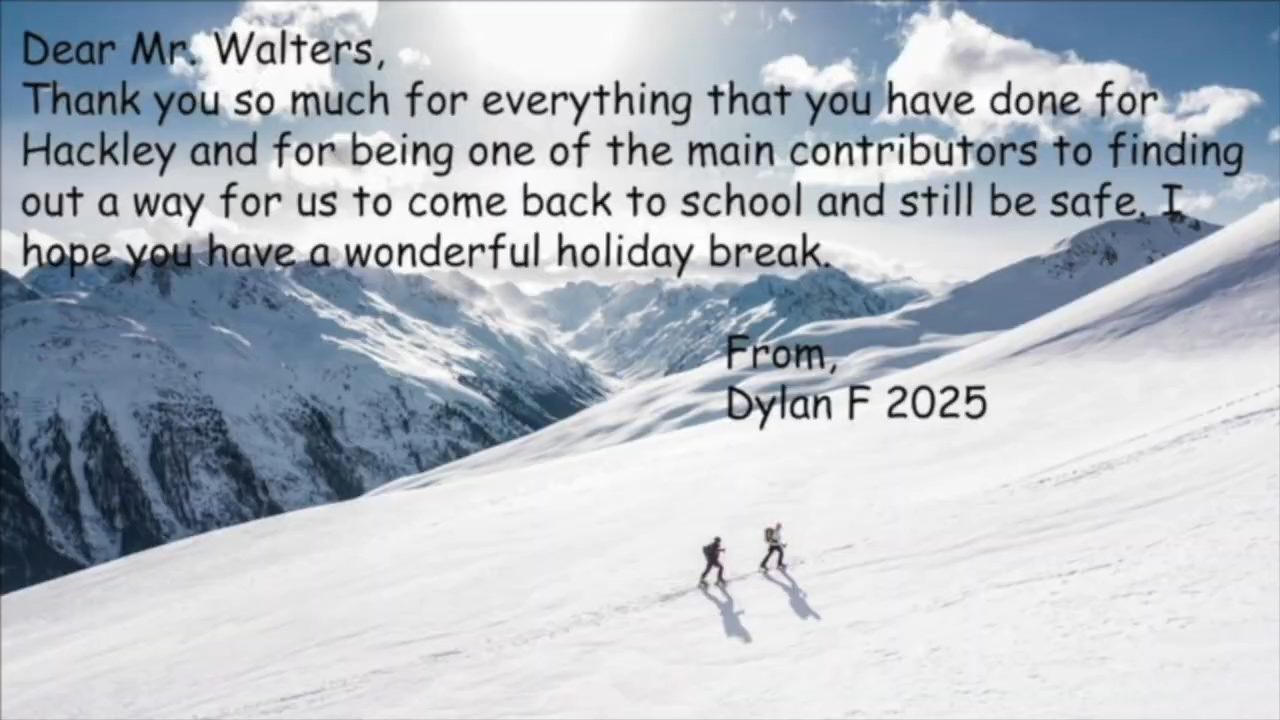 Dear Mr. Walters,
Thank you so much for everything that you have done for
Hackley and for being one of the main contributors to finding
out a way for us to come back to school and still be safe. I
hope you have a wonderful holiday break.
From,
Dylan F 2025